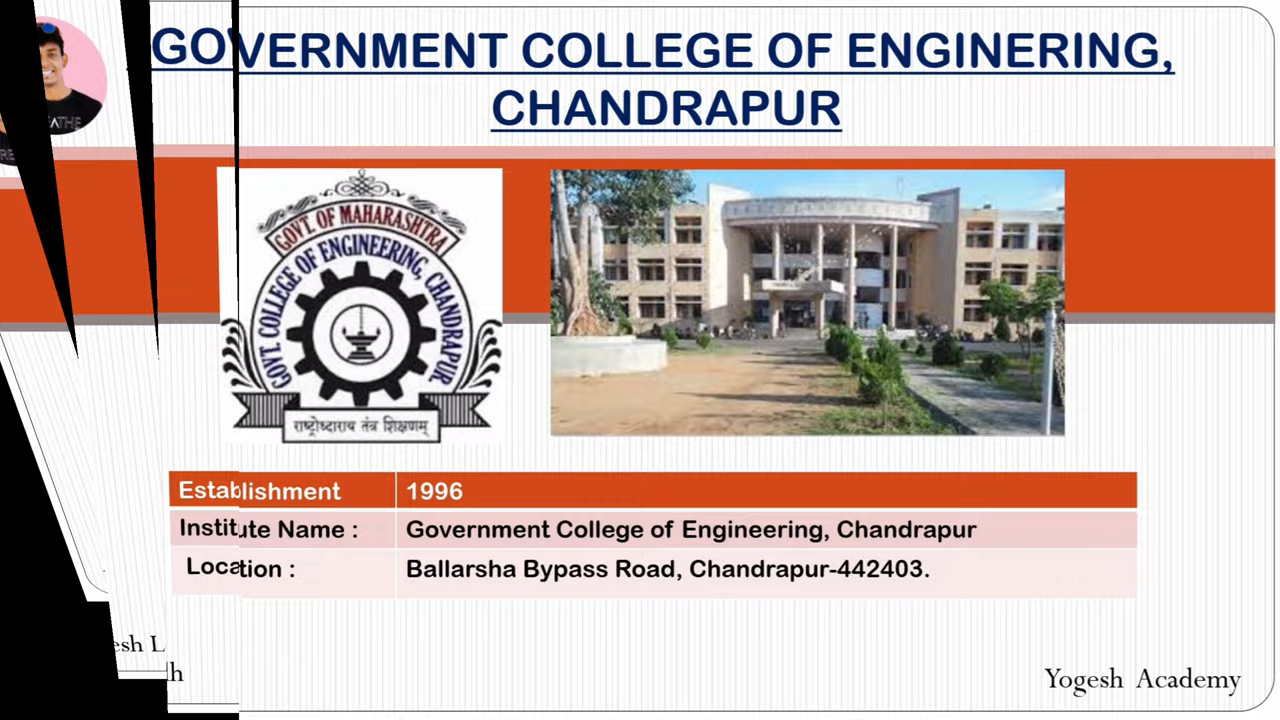 GOVERNMENT COLLEGE OF ENGINERING,
CHANDRAPUR
GOVT. OF MAHARASHTRA
GOVT. COLLEGE OF ENGINEERING, CHANDRAPUR
राष्ट्रोध्दाराय तंत्र शिक्षणम्
Establishment 1996
Institute Name : Government College of Engineering, Chandrapur
Location : Ballarsha Bypass Road, Chandrapur-442403.
Yogesh Academy